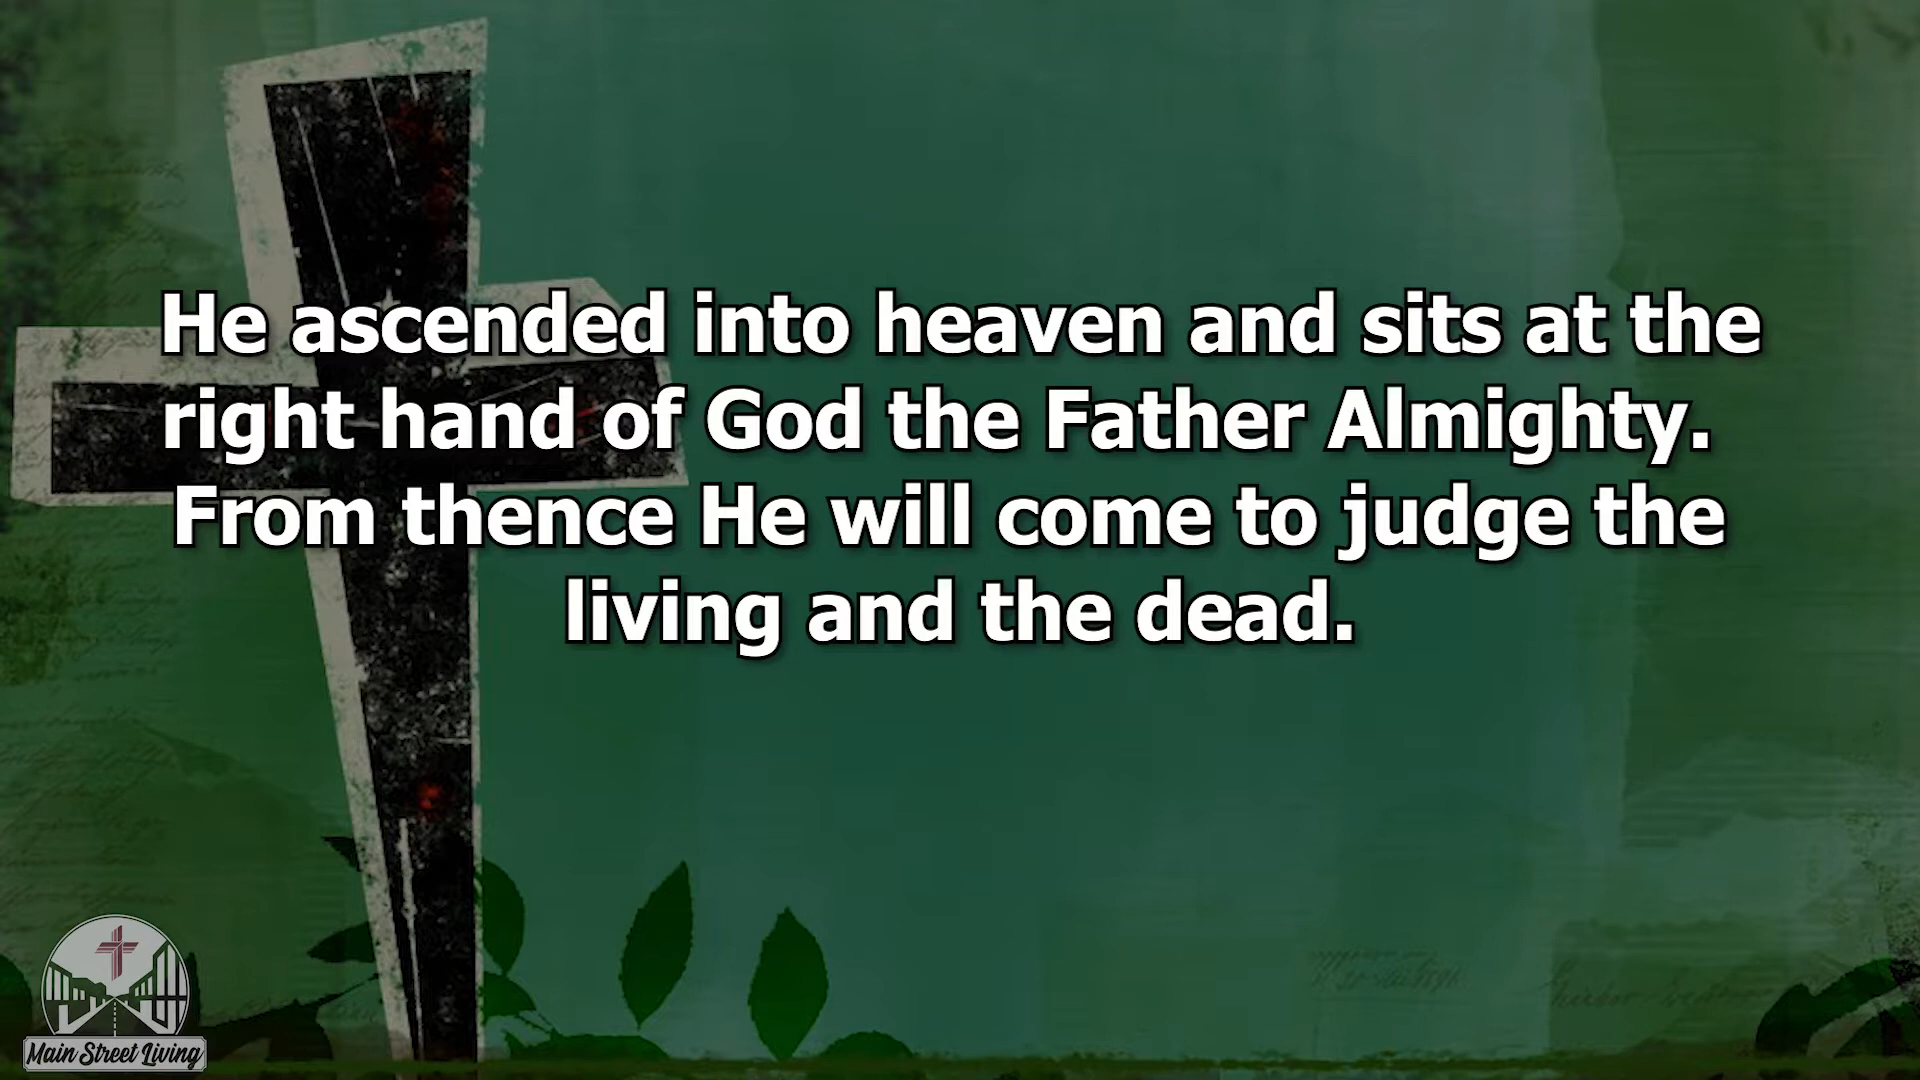 He ascended into heaven and sits at the
right hand of God the Father Almighty.
From thence He will come to judge the
living and the dead.
Main Street Living